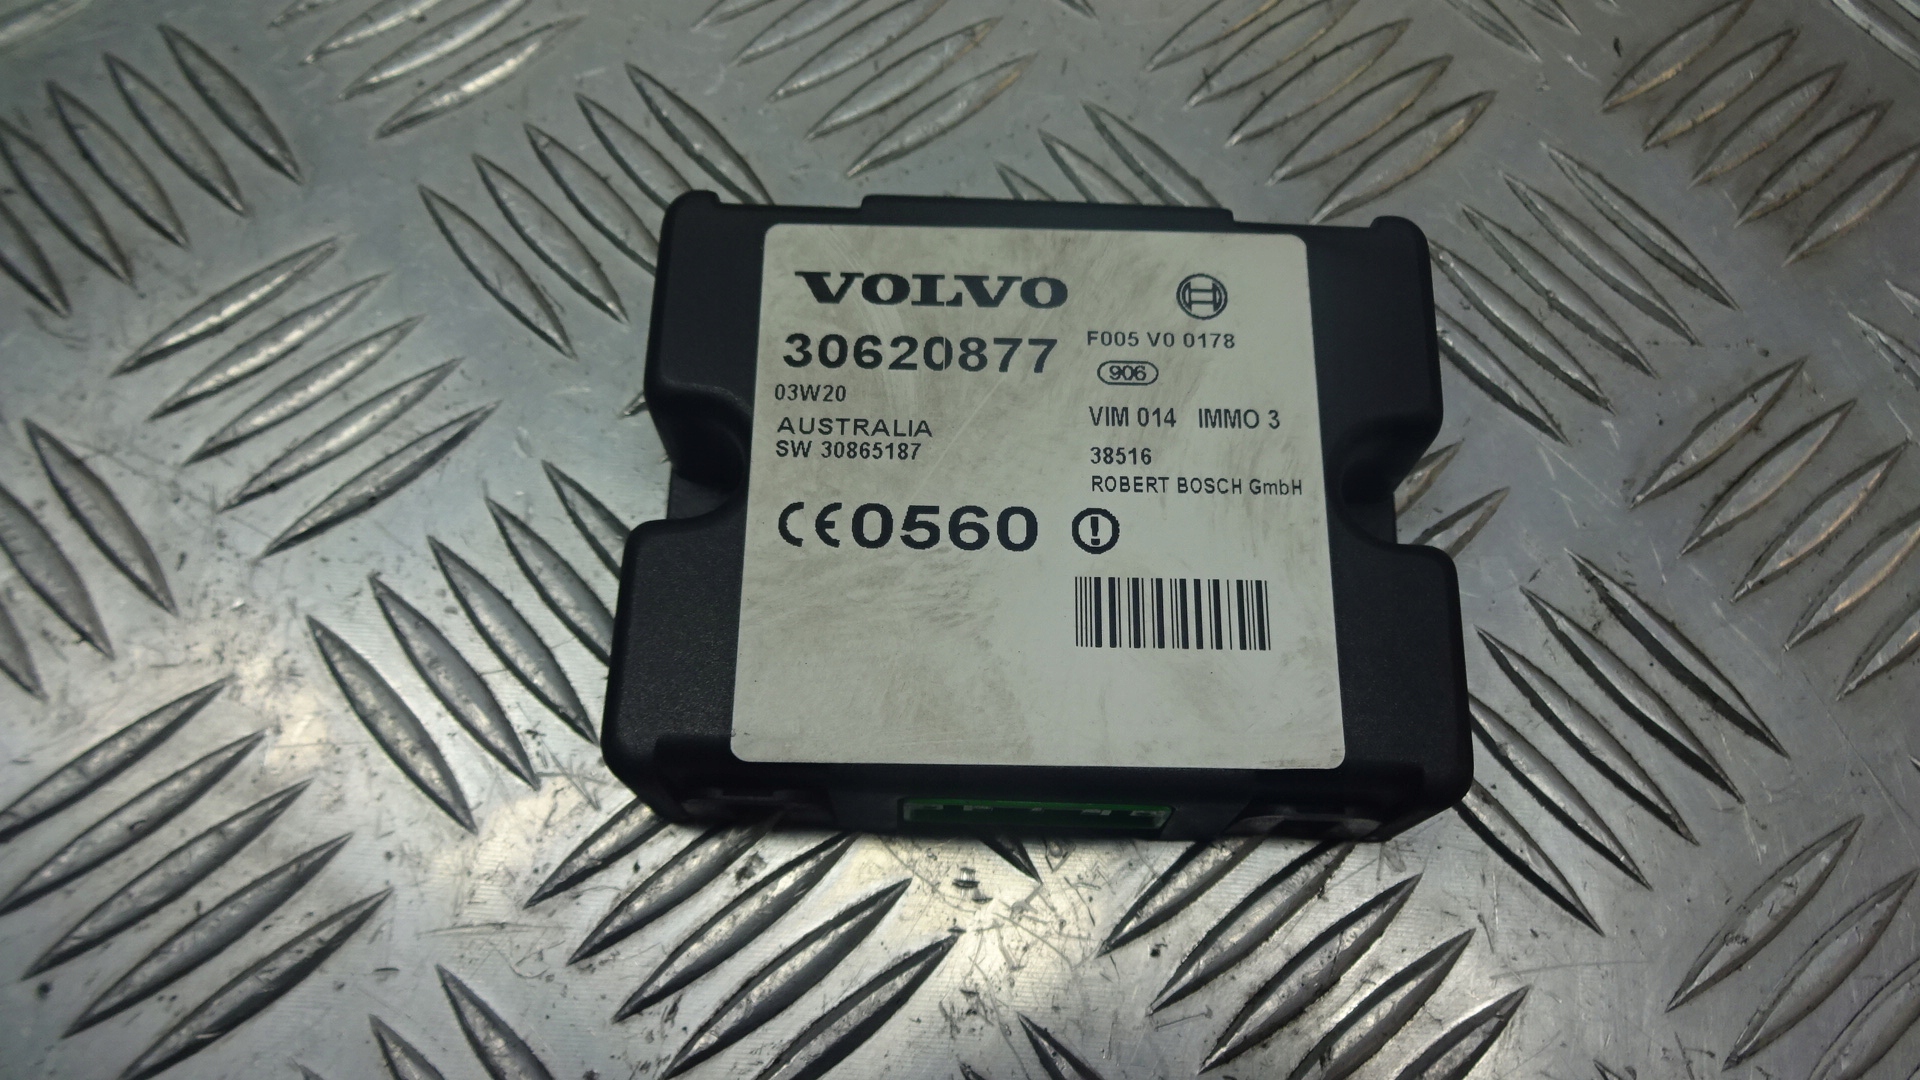 VOLVO
30620877
F005 V0 0178
906
03W20
AUSTRALIA
VIM 014 IMMO 3
SW 30865187
38516
ROBERT BOSCH GmbH
CE0560